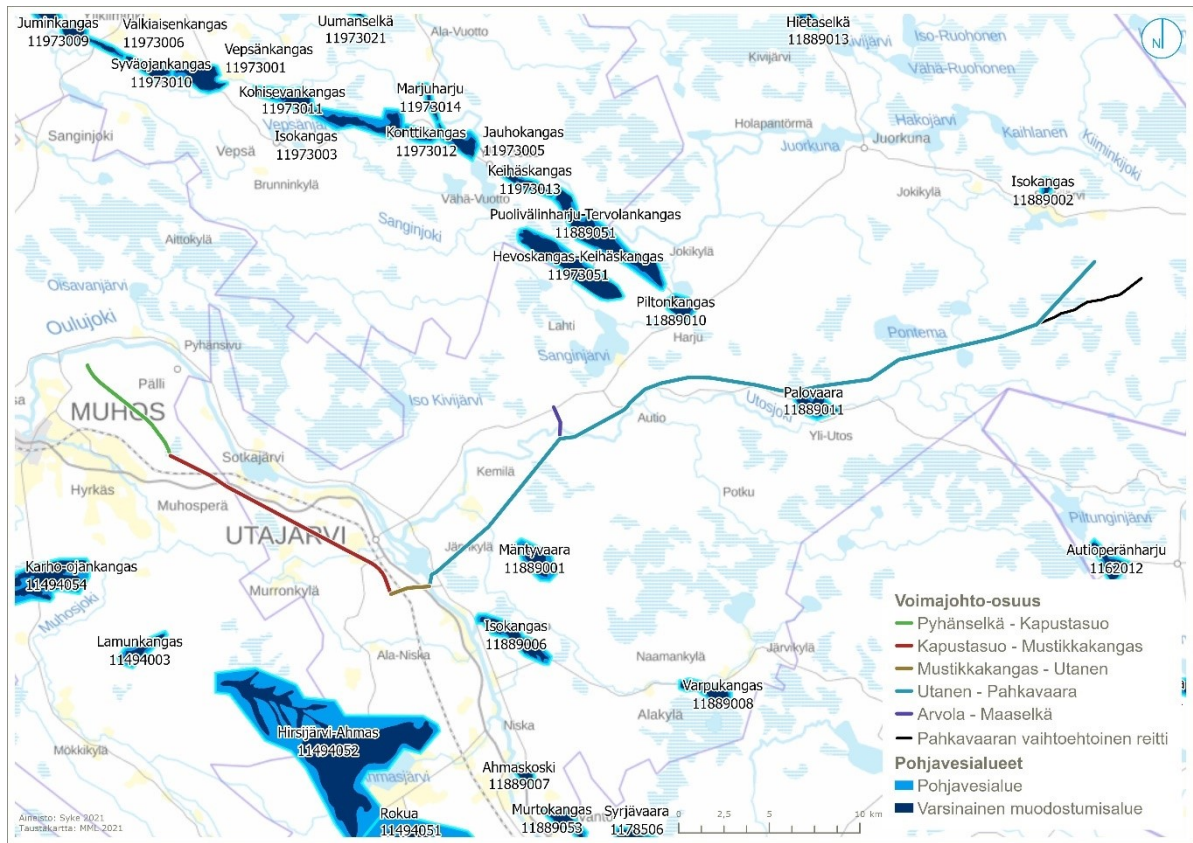 Juminkangas
11973009
Valkiaisenkangas
11973006
Uumanselkä
11973021
Ala-Vuotto
Hietaselkä
11889013
Kivijärvi
Iso-Ruohonen
Vähä-Ruohonen
Vepsänkangas
11973001
Syväojankangas
11973010
Kohisevankangas
11973011
Marjuharju
11973014
Isokangas
11973003
Konttikangas
11973012
Jauhokangas
11973005
Sanginjoki
Vepsä
Brunninkylä
Keihäskangas
11973013
Vähä-Vuotto
Holapantörmä
Juorkuna
Juorkuna
Hakojärvi
Kaihlanen
Kiiminkijoki
Jokikylä
Isokangas
11889002
Puolivälinharju-Tervolankangas
11889051
Sanginjoki
Aittokylä
Hevoskangas-Keihäskangas
11973051
Jokikylä
Piltonkangas
11889010
Oisavanjärvi
Oulujoki
Pyhänsivu
Lahti
Harju
Sanginjärvi
Pontema
Pälli
MUHOS
Iso Kivijärvi
Palovaara
11889011
Utosjoki
Autio
Yli-Utos
Sotkajärvi
Kemilä
Hyrkäs
Muhosperä
Potku
Piltunginjärvi
UTAJÄRVI
Järvikylä
Mäntyvaara
11889001
Autioperänharju
1162012
Karho-ojankangas
11494054
Murronkylä
Muhosjoki
Isokangas
11889006
Lamunkangas
11494003
Ala-Niska
Naamankylä
Järvikylä
Varpukangas
11889008
Alakylä
Hirsijärvi-Ahmas
11494052
Niska
Mökkikylä
Ahmasjärvi
Ahmaskoski
11889007
Rokua
11494051
Murtokangas
11889053
Syrjävaara
1178506
N
Voimajohto-osuus
Pyhänselkä - Kapustasuo
Kapustasuo - Mustikkakangas
Mustikkakangas - Utanen
Utanen - Pahkavaara
Arvola - Maaselkä
Pahkavaaran vaihtoehtoinen reitti
Pohjavesialueet
Pohjavesialue
Varsinainen muodostumisalue
0 2,5 5 10 km
Aineisto: Syke 2021
Taustakartta: MML 2021